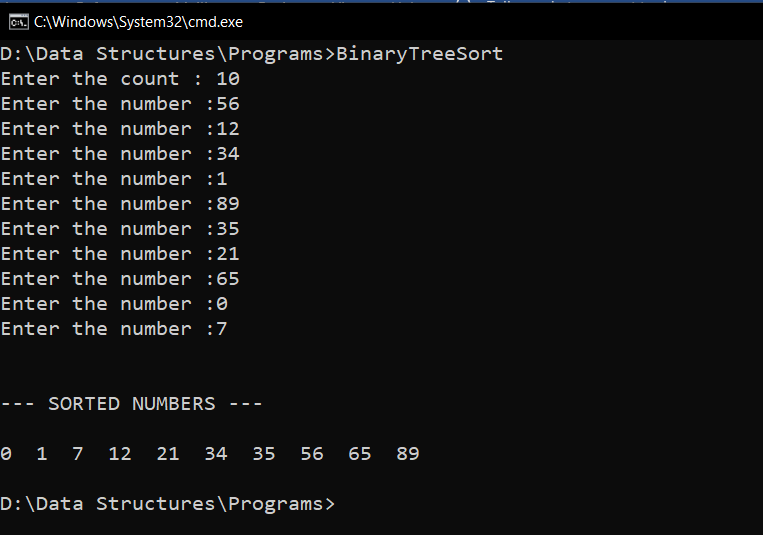 C:\Windows\System32\cmd.exe
D:\Data Structures\Programs>BinaryTreeSort
Enter the count : 10
Enter the number :56
Enter the number :12
Enter the number :34
Enter the number :1
Enter the number :89
Enter the number :35
Enter the number :21
Enter the number :65
Enter the number :0
Enter the number :7
--- SORTED NUMBERS ---
0  1  7  12  21  34  35  56  65  89
D:\Data Structures\Programs>